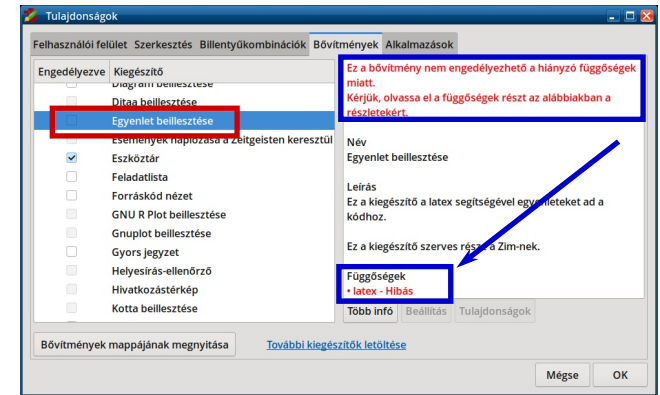 Tulajdonságok
Felhasználói felület Szerkesztés Billentyűkombinációk Bővítmények Alkalmazások
Engedélyezve Kiegészítő
Diagram beillesztése
Ditaa beillesztése
Egyenlet beillesztése
Események naplózása a Zeitgeisten keresztül
Eszköztár
Feladatlista
Forráskód nézet
GNU R Plot beillesztése
Gnuplot beillesztése
Gyors jegyzet
Helyesírás-ellenőrző
Hivatkozástérkép
Kotta beillesztése
Ez a bővítmény nem engedélyezhető a hiányzó függőségek
miatt.
Kérjük, olvassa el a függőségek részt az alábbiakban a
részletekért.
Név
Egyenlet beillesztése
Leírás
Ez a kiegészítő a latex segítségével egyenleteket ad a
kódhoz.
Ez a kiegészítő szerves része a Zim-nek.
Függőségek
• latex - Hibás
Több infó Beállítás Tulajdonságok
Bővítmények mappájának megnyitása További kiegészítők letöltése
Mégse OK